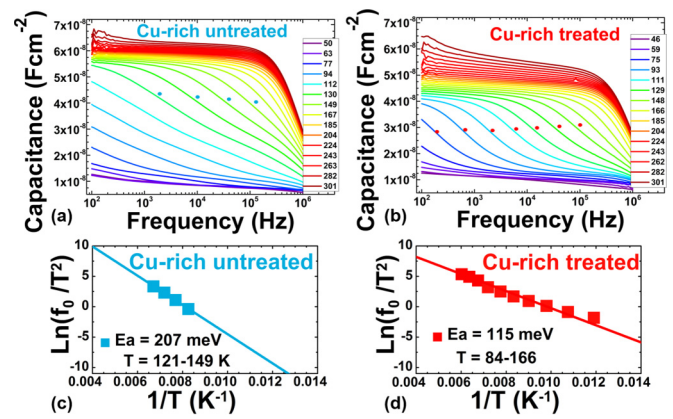 Cu-rich untreated
Capacitance (Fcm⁻²)
7x10⁻⁸
6x10⁻⁸
5x10⁻⁸
4x10⁻⁸
3x10⁻⁸
2x10⁻⁸
1x10⁻⁸
50
63
77
94
112
130
149
167
185
204
224
243
263
282
301
10² 10³ 10⁴ 10⁵ 10⁶
(a) Frequency (Hz)
Cu-rich treated
Capacitance (Fcm⁻²)
7x10⁻⁸
6x10⁻⁸
5x10⁻⁸
4x10⁻⁸
3x10⁻⁸
2x10⁻⁸
1x10⁻⁸
46
59
75
93
111
129
148
166
185
204
224
243
262
282
301
10² 10³ 10⁴ 10⁵ 10⁶
(b) Frequency (Hz)
Cu-rich untreated
Ln(f₀ /T²)
10
5
0
-5
-10
Ea = 207 meV
T = 121-149 K
0.004 0.006 0.008 0.010 0.012 0.014
(c) 1/T (K⁻¹)
Cu-rich treated
Ln(f₀ /T²)
10
5
0
-5
-10
Ea = 115 meV
T = 84-166
0.004 0.006 0.008 0.010 0.012 0.014
(d) 1/T (K⁻¹)